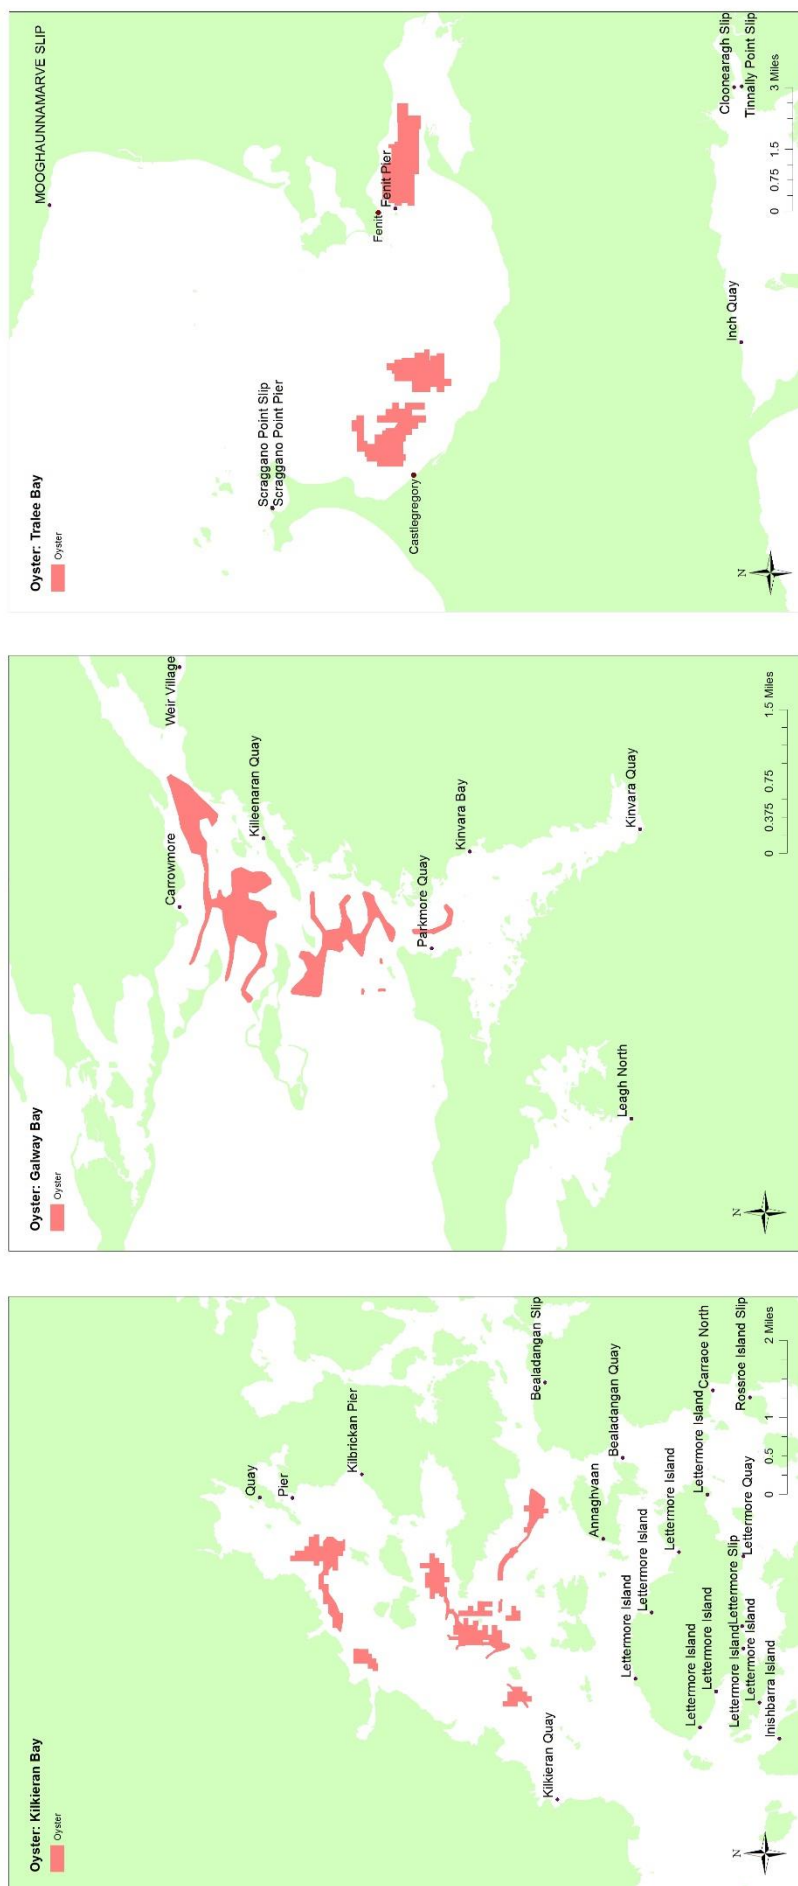 Oyster: Kilkieran Bay
Oyster
Quay
Pier
Kilbrickan Pier
Kilkieran Quay
Bealadangan Slip
Annaghvaan
Bealadangan Quay
Lettermore Island
Lettermore Island
Lettermore Island
Lettermore Island
Carraoe North
Lettermore Island
Lettermore Island
Lettermore Island
Lettermore Slip
Lettermore Quay
Rossroe Island Slip
Lettermore Island
Inishbarra Island
N
0 0.5 1 2 Miles
Oyster: Galway Bay
Oyster
Carrowmore
Weir Village
Killeenaran Quay
Parkmore Quay
Kinvara Bay
Leagh North
Kinvara Quay
N
0 0.375 0.75 1.5 Miles
Oyster: Tralee Bay
Oyster
MOOGHAUNNAMARVE SLIP
Scraggano Point Slip
Scraggano Point Pier
Fenit
Fenit Pier
Castlegregory
Cloonearagh Slip
Tinnally Point Slip
Inch Quay
N
0 0.75 1.5 3 Miles